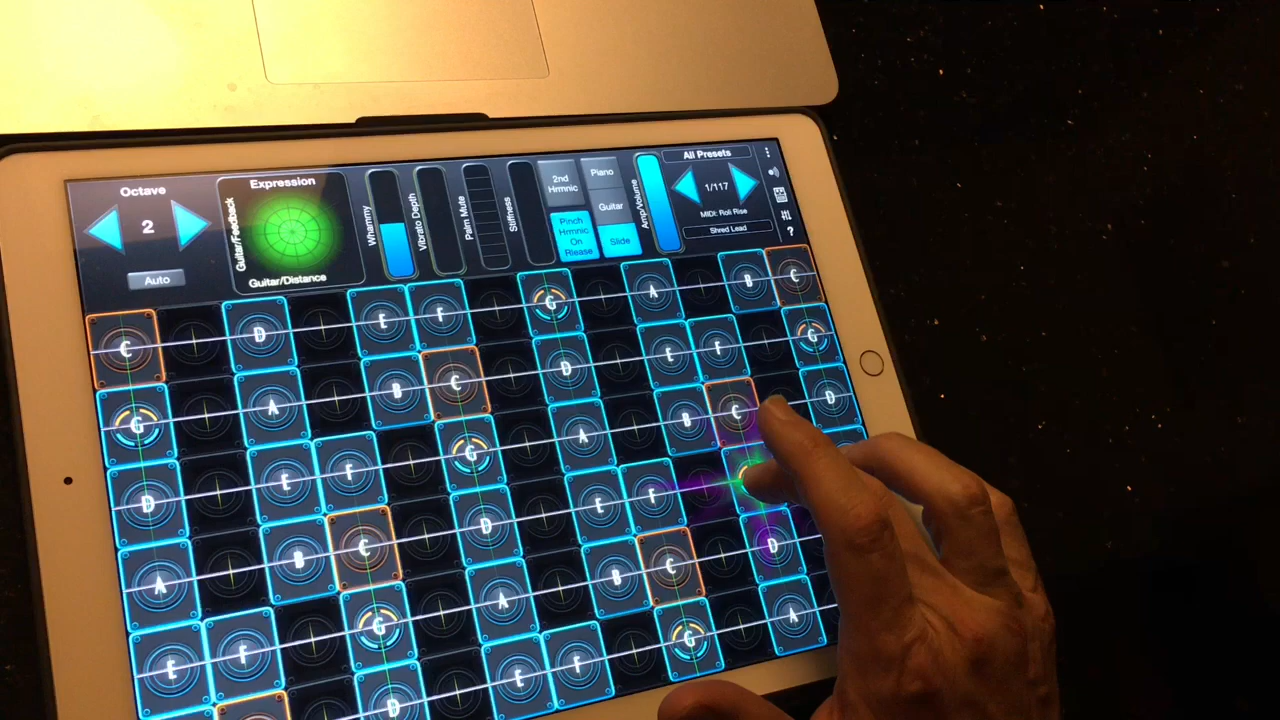 Octave
2
Auto
Expression
Guitar/Feedback
Guitar/Distance
Whammy
Vibrato Depth
Palm Mute
Stiffness
2nd
Hrmnic
Pinch
Hrmnic
On
Rlease
Piano
Guitar
Slide
Amp/Volume
All Presets
1/117
MIDI: Roli Rise
Shred Lead
?
C D E F G A B C
G A B C D E F G
D E F G A B C D
A B C D E F
E F G A B C D
D E F G A